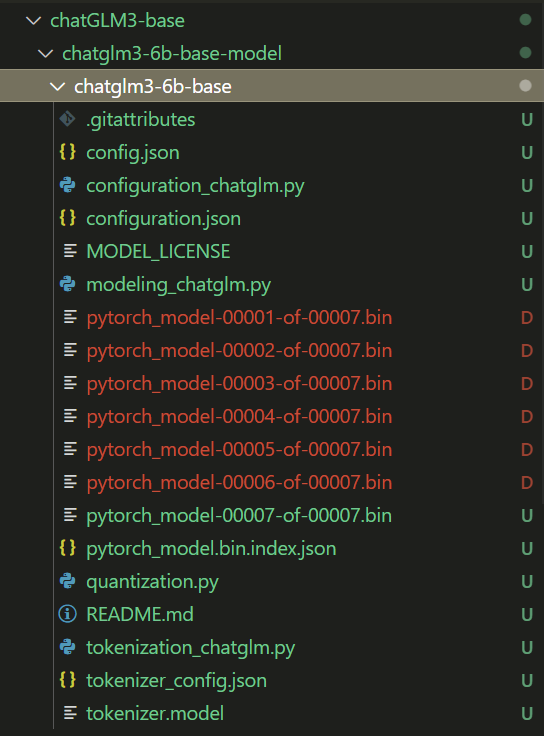 chatGLM3-base
chatglm3-6b-base-model
chatglm3-6b-base
.gitattributes U
{} config.json U
configuration_chatglm.py U
{} configuration.json U
MODEL_LICENSE U
modeling_chatglm.py U
pytorch_model-00001-of-00007.bin D
pytorch_model-00002-of-00007.bin D
pytorch_model-00003-of-00007.bin D
pytorch_model-00004-of-00007.bin D
pytorch_model-00005-of-00007.bin D
pytorch_model-00006-of-00007.bin D
pytorch_model-00007-of-00007.bin U
{} pytorch_model.bin.index.json U
quantization.py U
README.md U
tokenization_chatglm.py U
{} tokenizer_config.json U
tokenizer.model U